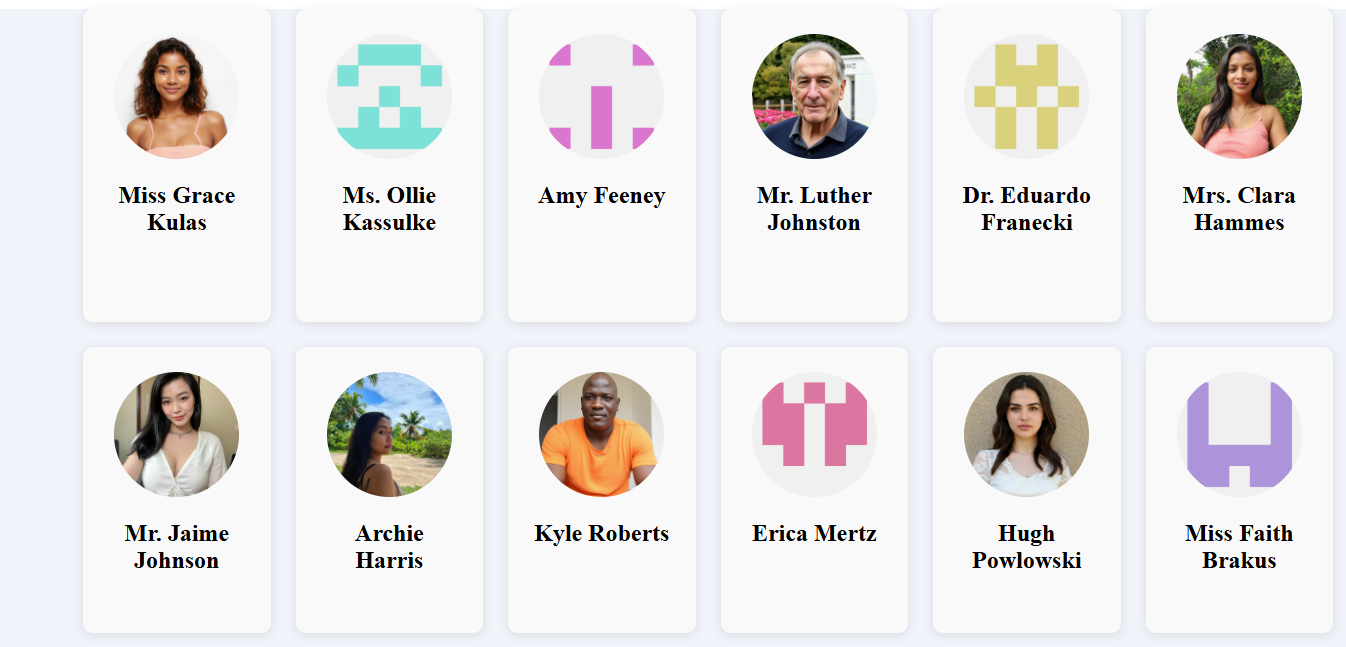 Miss Grace
Kulas
Ms. Ollie
Kassulke
Amy Feeney
Mr. Luther
Johnston
Dr. Eduardo
Franecki
Mrs. Clara
Hammes
Mr. Jaime
Johnson
Archie
Harris
Kyle Roberts
Erica Mertz
Hugh
Powlowski
Miss Faith
Brakus